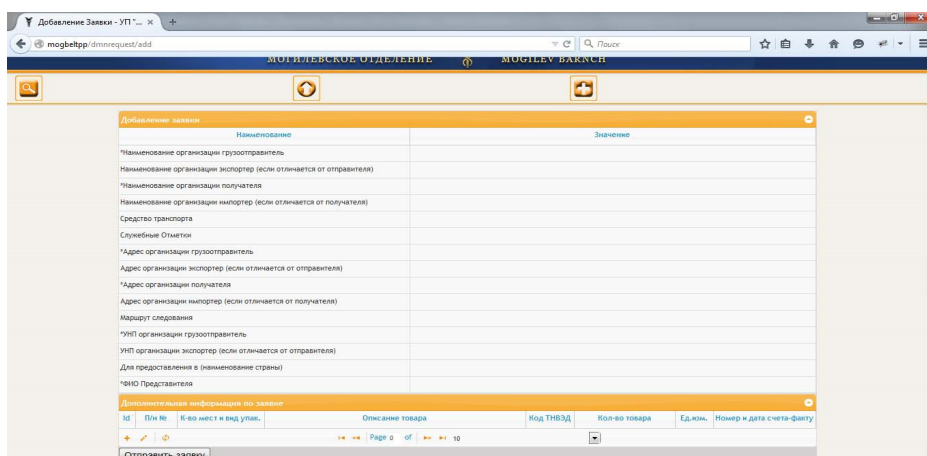 Добавление Заявки - УП "... × +
mogbeltpp/dmnrequest/add Поиск
МОГИЛЕВСКОЕ ОТДЕЛЕНИЕ MOGILEV BARNCH
Добавление заявки
Наименование Значение
*Наименование организации грузоотправитель
Наименование организации экспортер (если отличается от отправителя)
*Наименование организации получателя
Наименование организации импортер (если отличается от получателя)
Средство транспорта
Служебные Отметки
*Адрес организации грузоотправитель
Адрес организации экспортер (если отличается от отправителя)
*Адрес организации получателя
Адрес организации импортер (если отличается от получателя)
Маршрут следования
*УНП организации грузоотправитель
УНП организации экспортер (если отличается от отправителя)
Для предоставления в (наименование страны)
*ФИО Представителя
Дополнительная информация по заявке
Id П/н № К-во мест и вид упак. Описание товара Код ТНВЭД Кол-во товара Ед.изм. Номер и дата счета-факту
Page 0 of 10
Отправить заявку